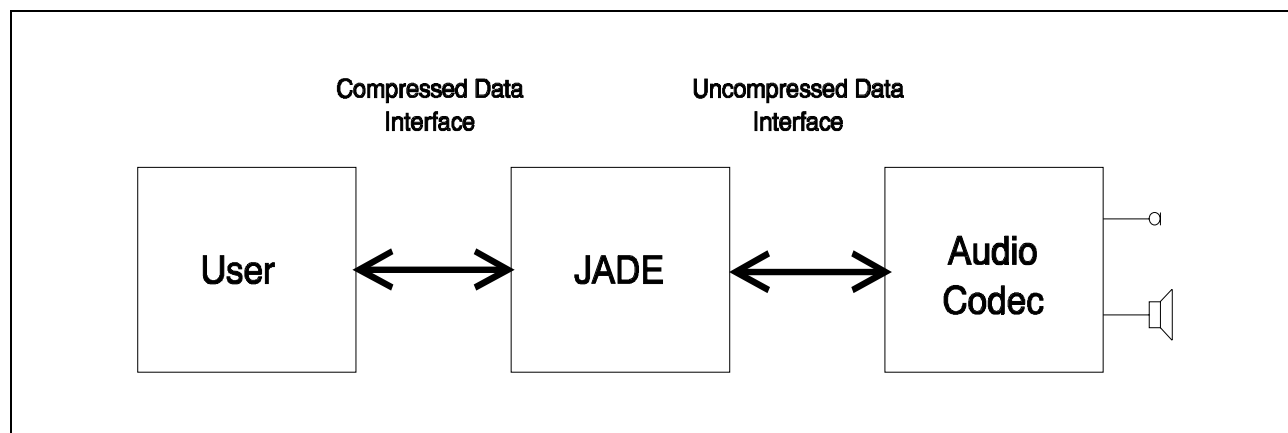 Compressed Data
Interface
Uncompressed Data
Interface
User
JADE
Audio
Codec